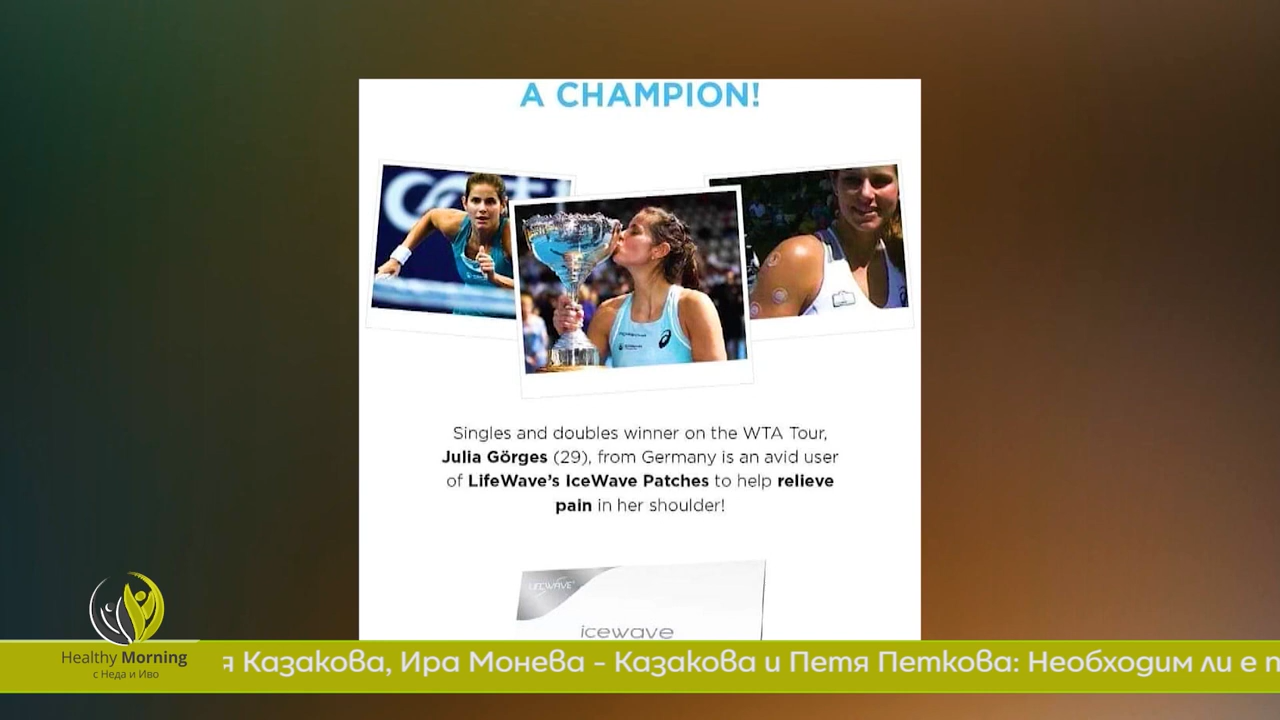 A CHAMPION!
Singles and doubles winner on the WTA Tour,
Julia Görges (29), from Germany is an avid user
of LifeWave's IceWave Patches to help relieve
pain in her shoulder!
LIFEWAVE
icewave
Healthy Morning
с Неда и Иво
я Казакова, Ира Монева - Казакова и Петя Петкова: Необходим ли е